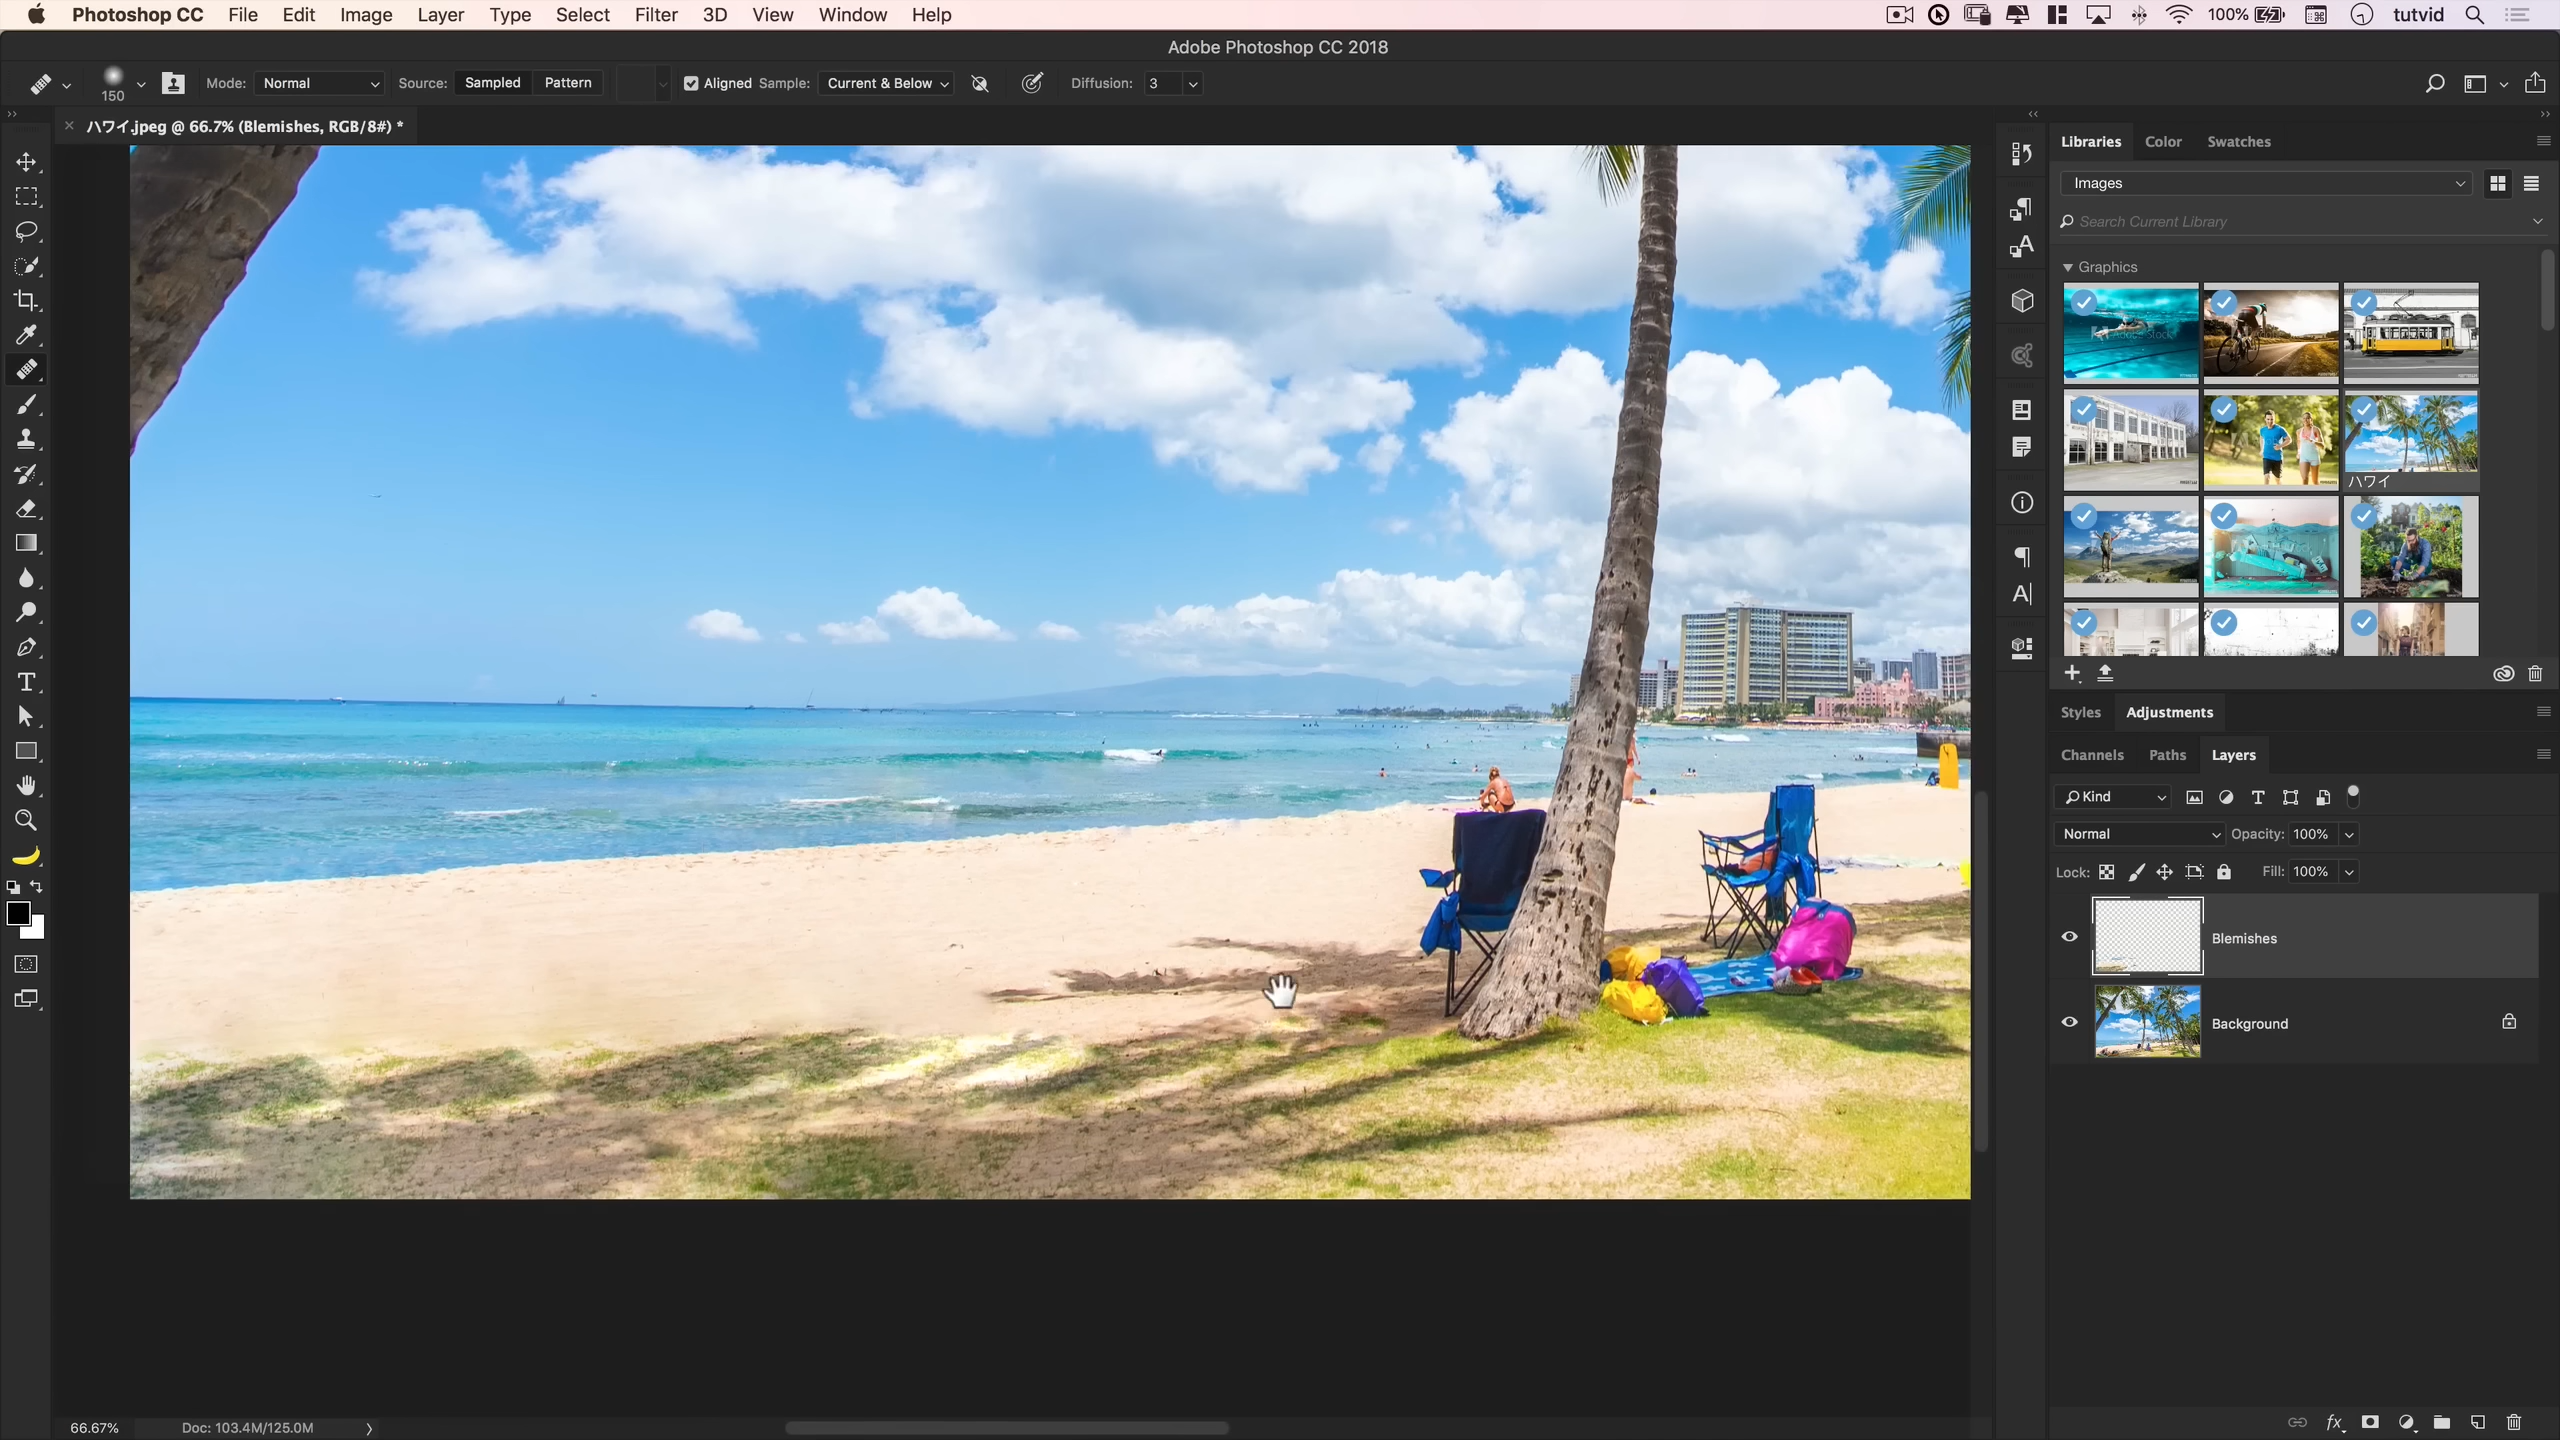 Photoshop CC File Edit Image Layer Type Select Filter 3D View Window Help 100% tutvid
Adobe Photoshop CC 2018
150 Mode: Normal Source: Sampled Pattern Aligned Sample: Current & Below Diffusion: 3
ハワイ.jpeg @ 66.7% (Blemishes, RGB/8#) *
Libraries Color Swatches
Images
Search Current Library
Graphics
ハワイ
Styles Adjustments
Channels Paths Layers
Kind
Normal Opacity: 100%
Lock: Fill: 100%
Blemishes
Background
66.67% Doc: 103.4M/125.0M